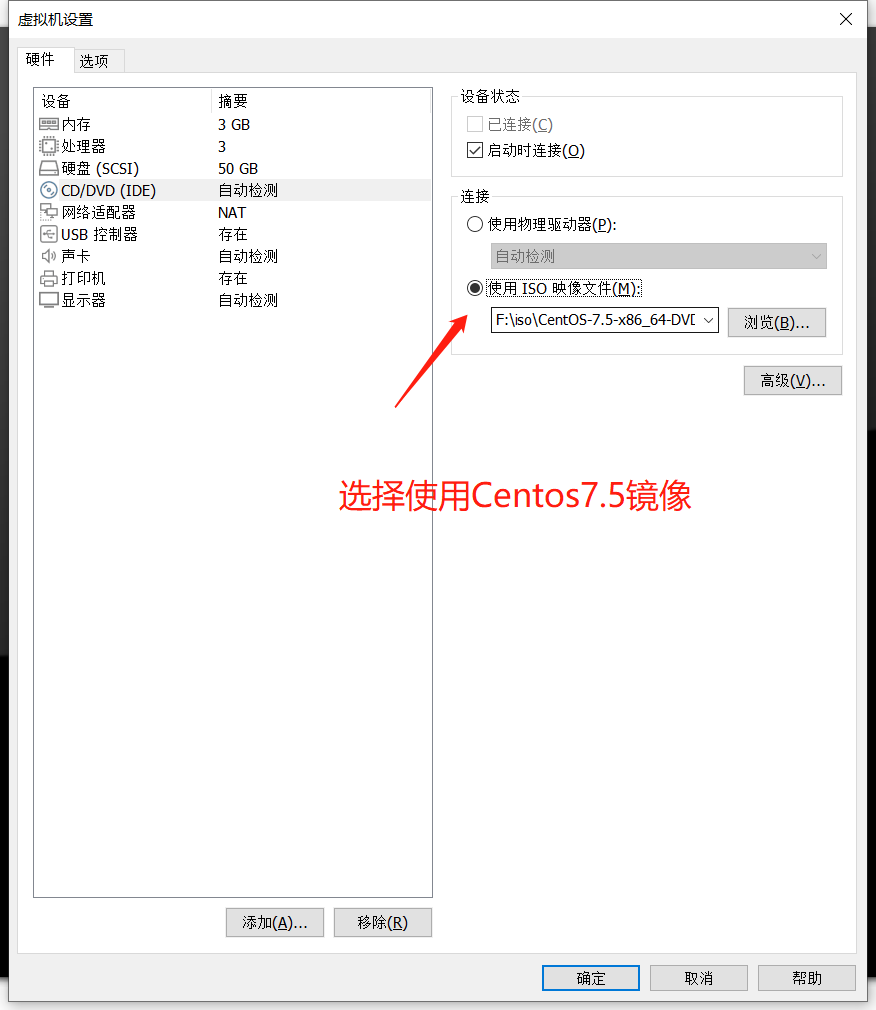 虚拟机设置
硬件 选项
设备 摘要
内存 3 GB
处理器 3
硬盘 (SCSI) 50 GB
CD/DVD (IDE) 自动检测
网络适配器 NAT
USB 控制器 存在
声卡 自动检测
打印机 存在
显示器 自动检测
添加(A)... 移除(R)
设备状态
已连接(C)
启动时连接(O)
连接
使用物理驱动器(P):
自动检测
使用 ISO 映像文件(M):
F:\iso\CentOS-7.5-x86_64-DVD 浏览(B)...
高级(V)...
选择使用Centos7.5镜像
确定 取消 帮助